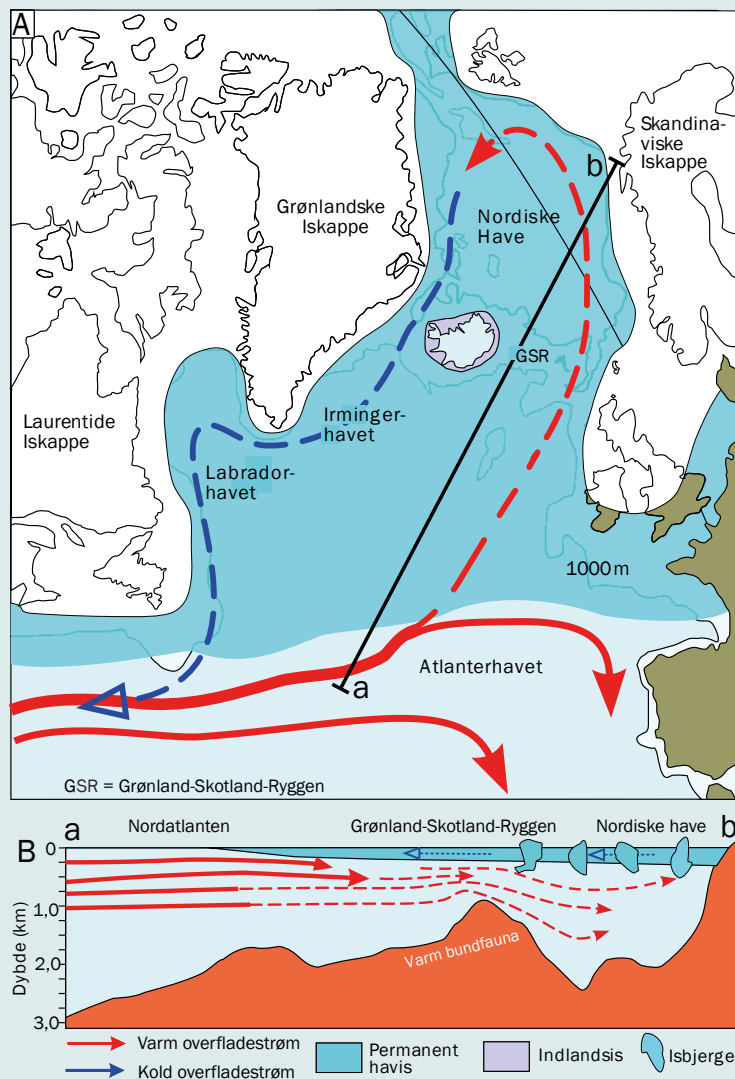 A
Skandina-
viske
Iskappe
b
Grønlandske
Iskappe
Nordiske
Have
GSR
Laurentide
Iskappe
Irminger-
havet
Labrador-
havet
1000 m
Atlanterhavet
a
GSR = Grønland-Skotland-Ryggen
B
a
Nordatlanten
Grønland-Skotland-Ryggen
Nordiske have
b
Dybde (km)
0
1,0
2,0
3,0
Varm bundfauna
Varm overfladestrøm
Kold overfladestrøm
Permanent
havis
Indlandsis
Isbjerge